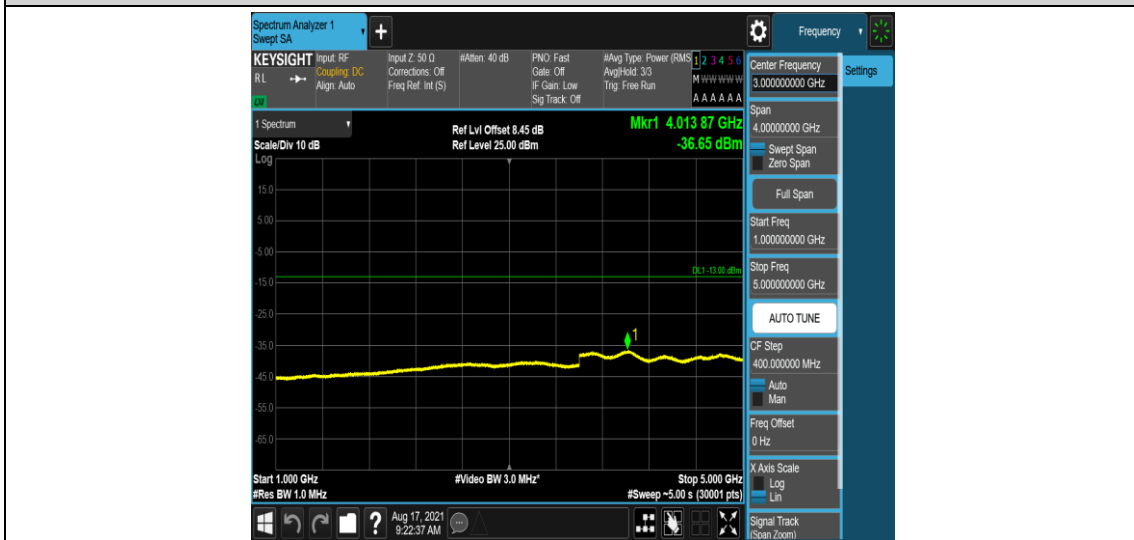 Spectrum Analyzer 1
Swept SA
Frequency
KEYSIGHT
Input: RF
Input Z: 50 Ω
#Atten: 40 dB
PNO: Fast
#Avg Type: Power (RMS
1 2 3 4 5 6
RL
Coupling: DC
Corrections: Off
Gate: Off
Avg|Hold: 3/3
M W W W W W
Align: Auto
Freq Ref: Int (S)
IF Gain: Low
Trig: Free Run
Sig Track: Off
A A A A A A
1 Spectrum
Ref Lvl Offset 8.45 dB
Mkr1 4.013 87 GHz
Scale/Div 10 dB
Ref Level 25.00 dBm
-36.65 dBm
Log
15.0
5.00
-5.00
DL1 -13.00 dBm
-15.0
-25.0
1
-35.0
-45.0
-55.0
-65.0
Start 1.000 GHz
#Video BW 3.0 MHz*
Stop 5.000 GHz
#Res BW 1.0 MHz
#Sweep ~5.00 s (30001 pts)
Aug 17, 2021
9:22:37 AM
Center Frequency
3.000000000 GHz
Settings
Span
4.00000000 GHz
Swept Span
Zero Span
Full Span
Start Freq
1.000000000 GHz
Stop Freq
5.000000000 GHz
AUTO TUNE
CF Step
400.000000 MHz
Auto
Man
Freq Offset
0 Hz
X Axis Scale
Log
Lin
Signal Track
(Span Zoom)